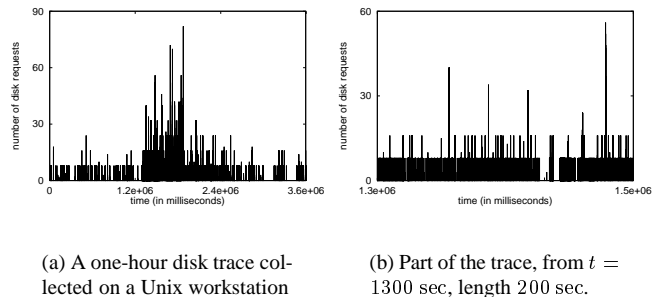 number of disk requests
90
60
30
0
0
1.2e+06
2.4e+06
3.6e+06
time (in milliseconds)
number of disk requests
60
30
0
1.3e+06
1.5e+06
time (in milliseconds)
(a) A one-hour disk trace col-
lected on a Unix workstation
(b) Part of the trace, from t =
1300 sec, length 200 sec.